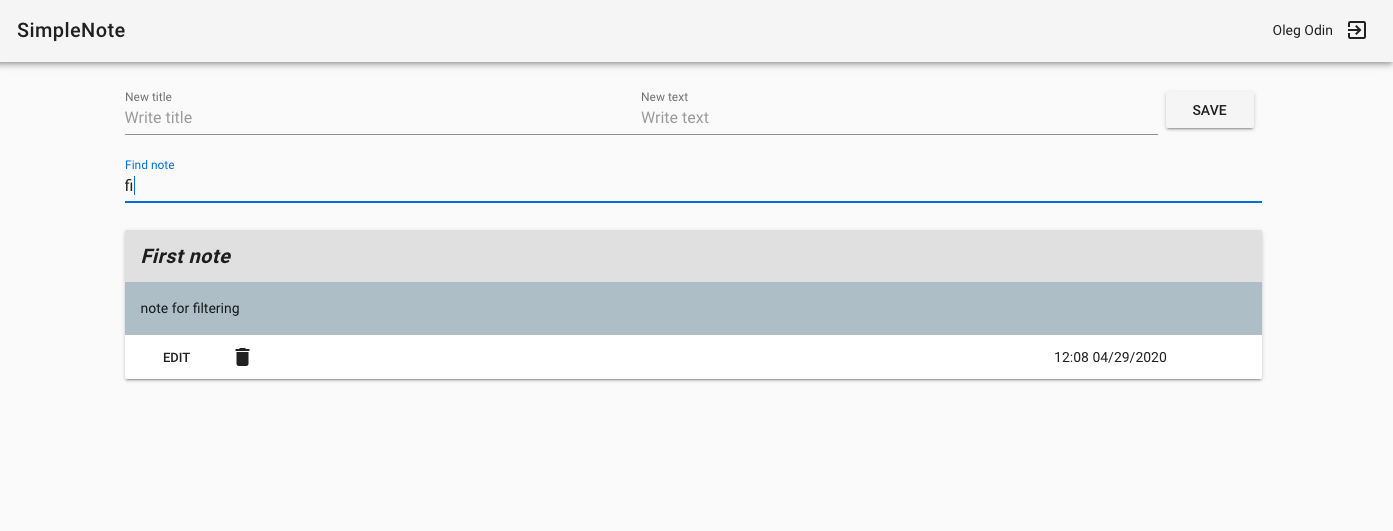 SimpleNote
Oleg Odin
New title
Write title
New text
Write text
SAVE
Find note
fi
First note
note for filtering
EDIT
12:08 04/29/2020